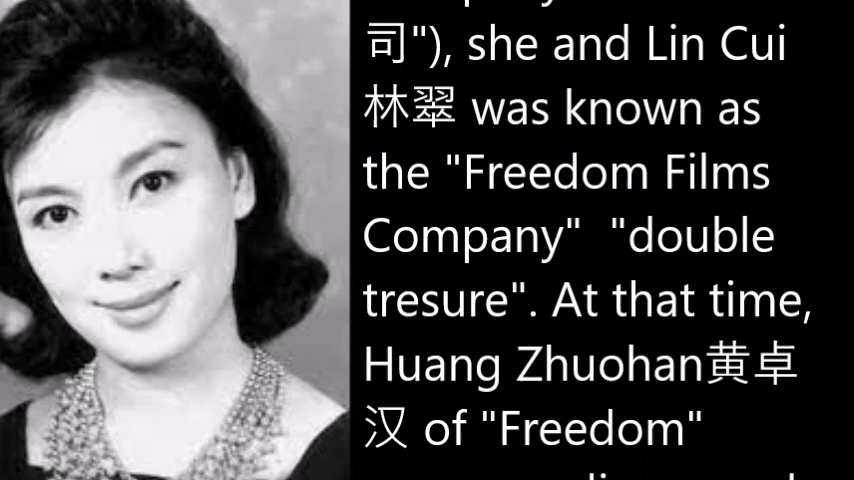 司"), she and Lin Cui
林翠 was known as
the "Freedom Films
Company"  "double
tresure". At that time,
Huang Zhuohan黄卓
汉 of "Freedom"